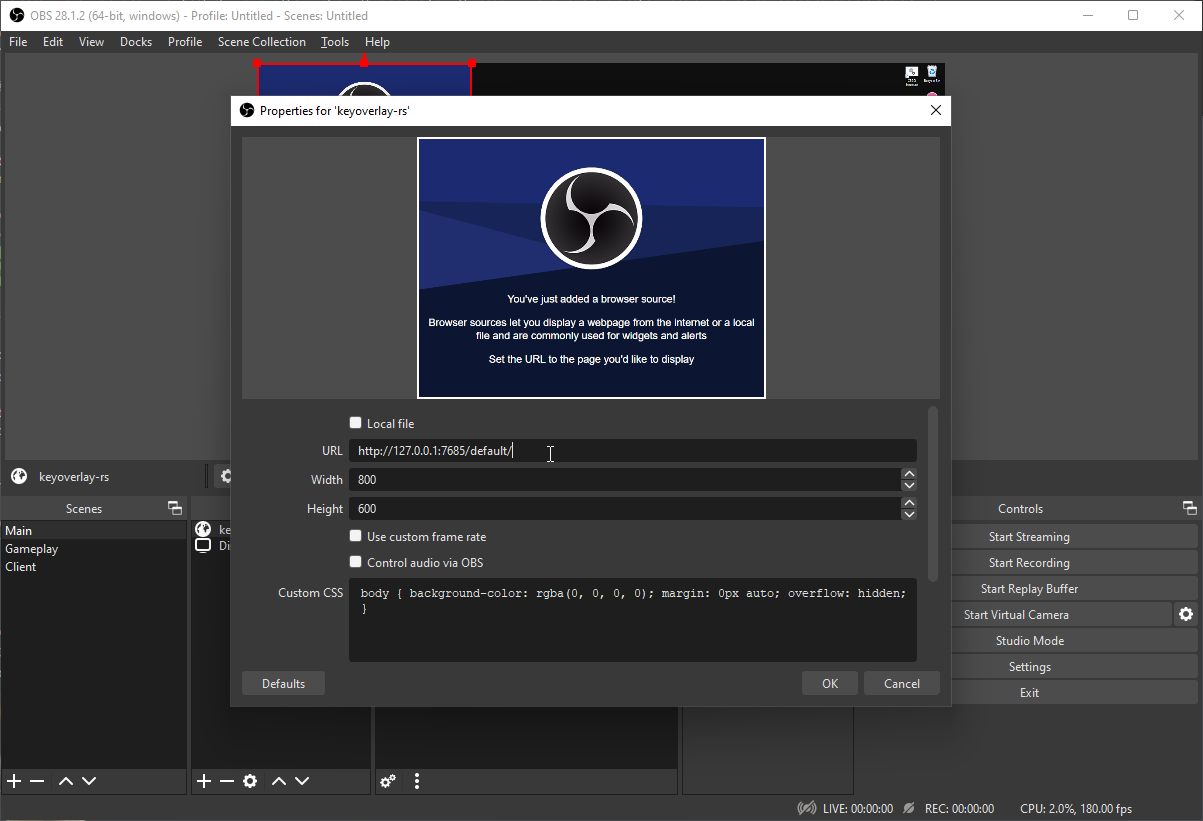 OBS 28.1.2 (64-bit, windows) - Profile: Untitled - Scenes: Untitled
File Edit View Docks Profile Scene Collection Tools Help
Properties for 'keyoverlay-rs'
You've just added a browser source!
Browser sources let you display a webpage from the internet or a local
file and are commonly used for widgets and alerts
Set the URL to the page you'd like to display
Local file
URL http://127.0.0.1:7685/default/
Width 800
Height 600
Use custom frame rate
Control audio via OBS
Custom CSS body { background-color: rgba(0, 0, 0, 0); margin: 0px auto; overflow: hidden;
}
Defaults OK Cancel
keyoverlay-rs
Scenes
Main
Gameplay
Client
ke
Di
Controls
Start Streaming
Start Recording
Start Replay Buffer
Start Virtual Camera
Studio Mode
Settings
Exit
LIVE: 00:00:00 REC: 00:00:00 CPU: 2.0%, 180.00 fps